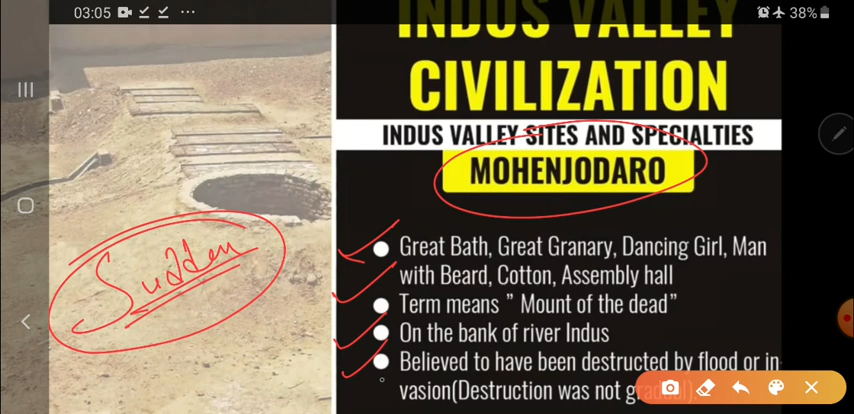 03:05
38%
INDUS VALLEY
CIVILIZATION
INDUS VALLEY SITES AND SPECIALTIES
MOHENJODARO
Great Bath, Great Granary, Dancing Girl, Man
with Beard, Cotton, Assembly hall
Term means ” Mount of the dead”
On the bank of river Indus
Believed to have been destructed by flood or in
vasion(Destruction was not gradual).
Sudden